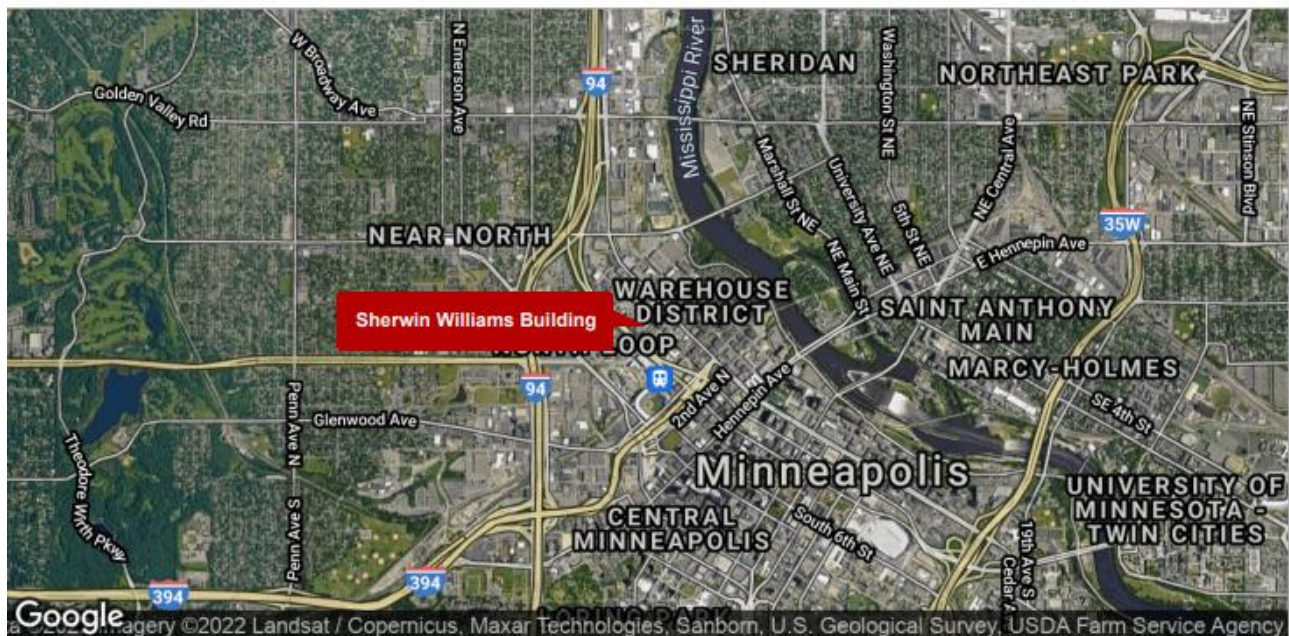 Mississippi River
SHERIDAN
Washington St NE
NORTHEAST PARK
W Broadway Ave
N Emerson Ave
94
Golden Valley Rd
NE Stinson Blvd
Marshall St NE
University Ave NE
5th St NE
NE Central Ave
35W
NEAR NORTH
E Hennepin Ave
NE Main St
WAREHOUSE
DISTRICT
SAINT ANTHONY
MAIN
Sherwin Williams Building
NORTH LOOP
MARCY-HOLMES
94
2nd Ave N
Hennepin Ave
Penn Ave N
Glenwood Ave
SE 4th St
Theodore Wirth Pkwy
Minneapolis
UNIVERSITY OF
MINNESOTA -
TWIN CITIES
Penn Ave S
CENTRAL
MINNEAPOLIS
South 6th St
19th Ave S
Cedar
394
394
LORING PARK
Google
Imagery ©2022 Landsat / Copernicus, Maxar Technologies, Sanborn, U.S. Geological Survey, USDA Farm Service Agency